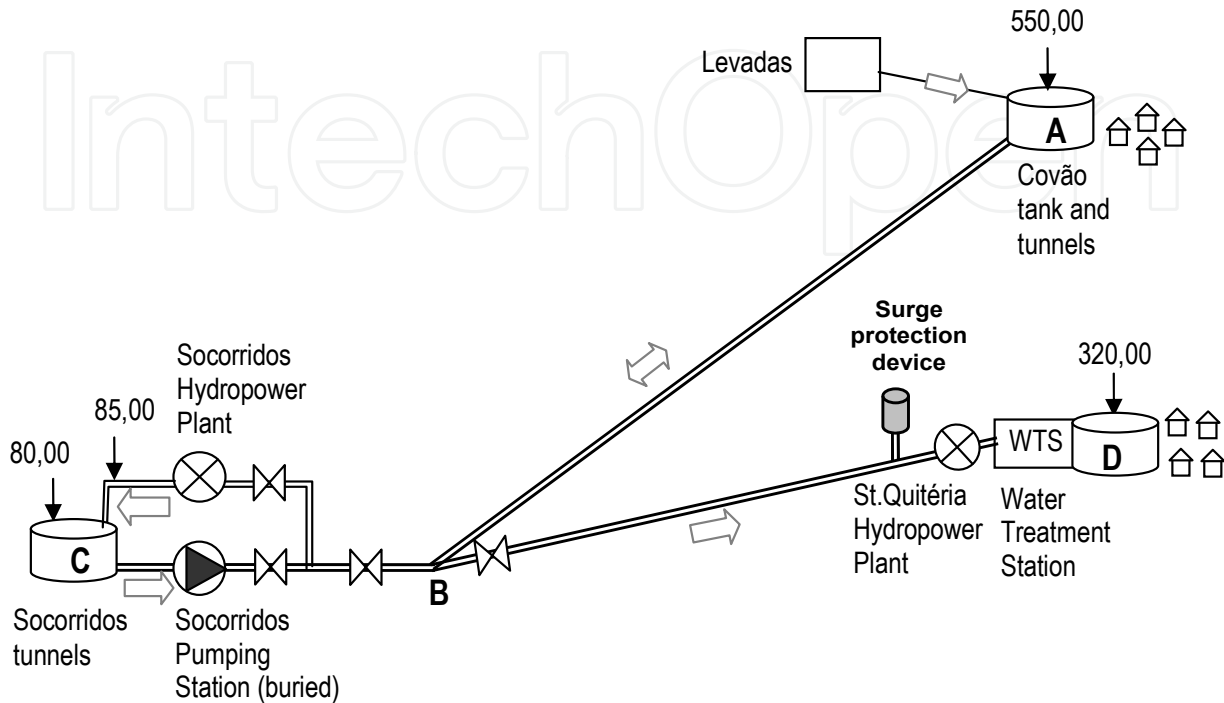 IntechOpen
550,00
Levadas
A
Covão
tank and
tunnels
Surge
protection
device
320,00
Socorridos
Hydropower
Plant
85,00
80,00
WTS
D
St.Quitéria
Hydropower
Plant
Water
Treatment
Station
C
B
Socorridos
tunnels
Socorridos
Pumping
Station (buried)